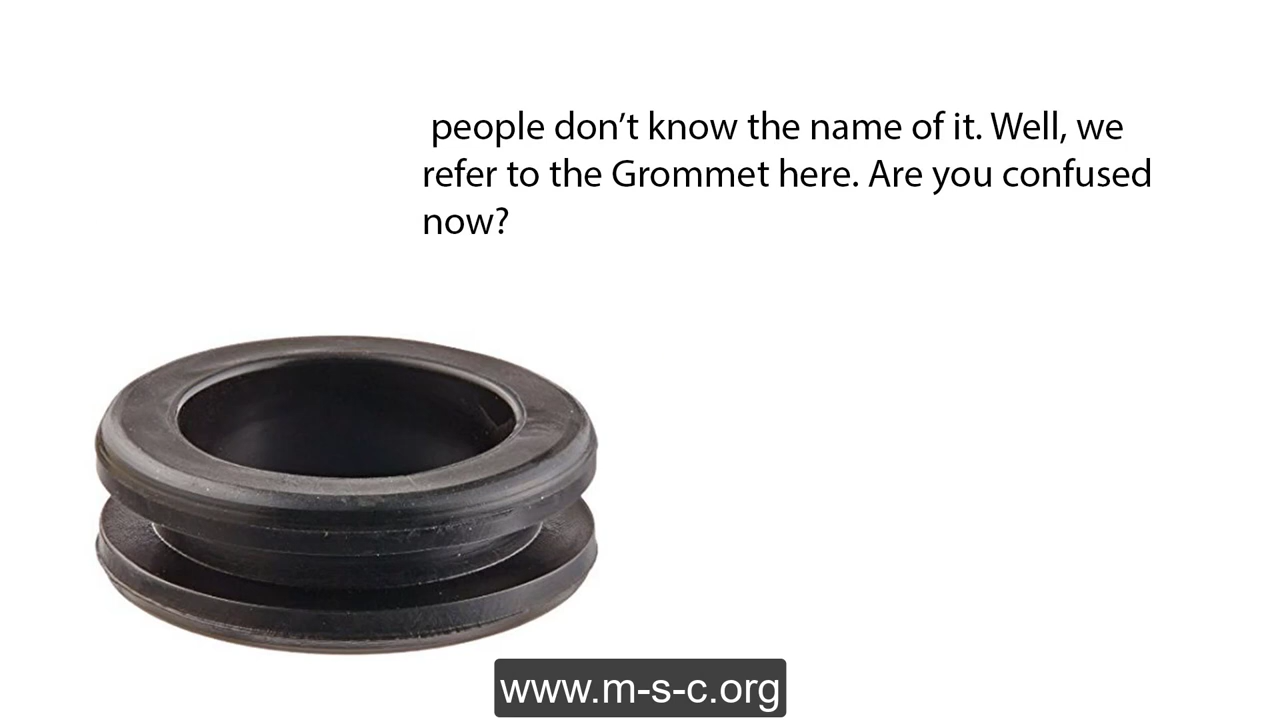 people don’t know the name of it. Well, we
refer to the Grommet here. Are you confused
now?
www.m-s-c.org